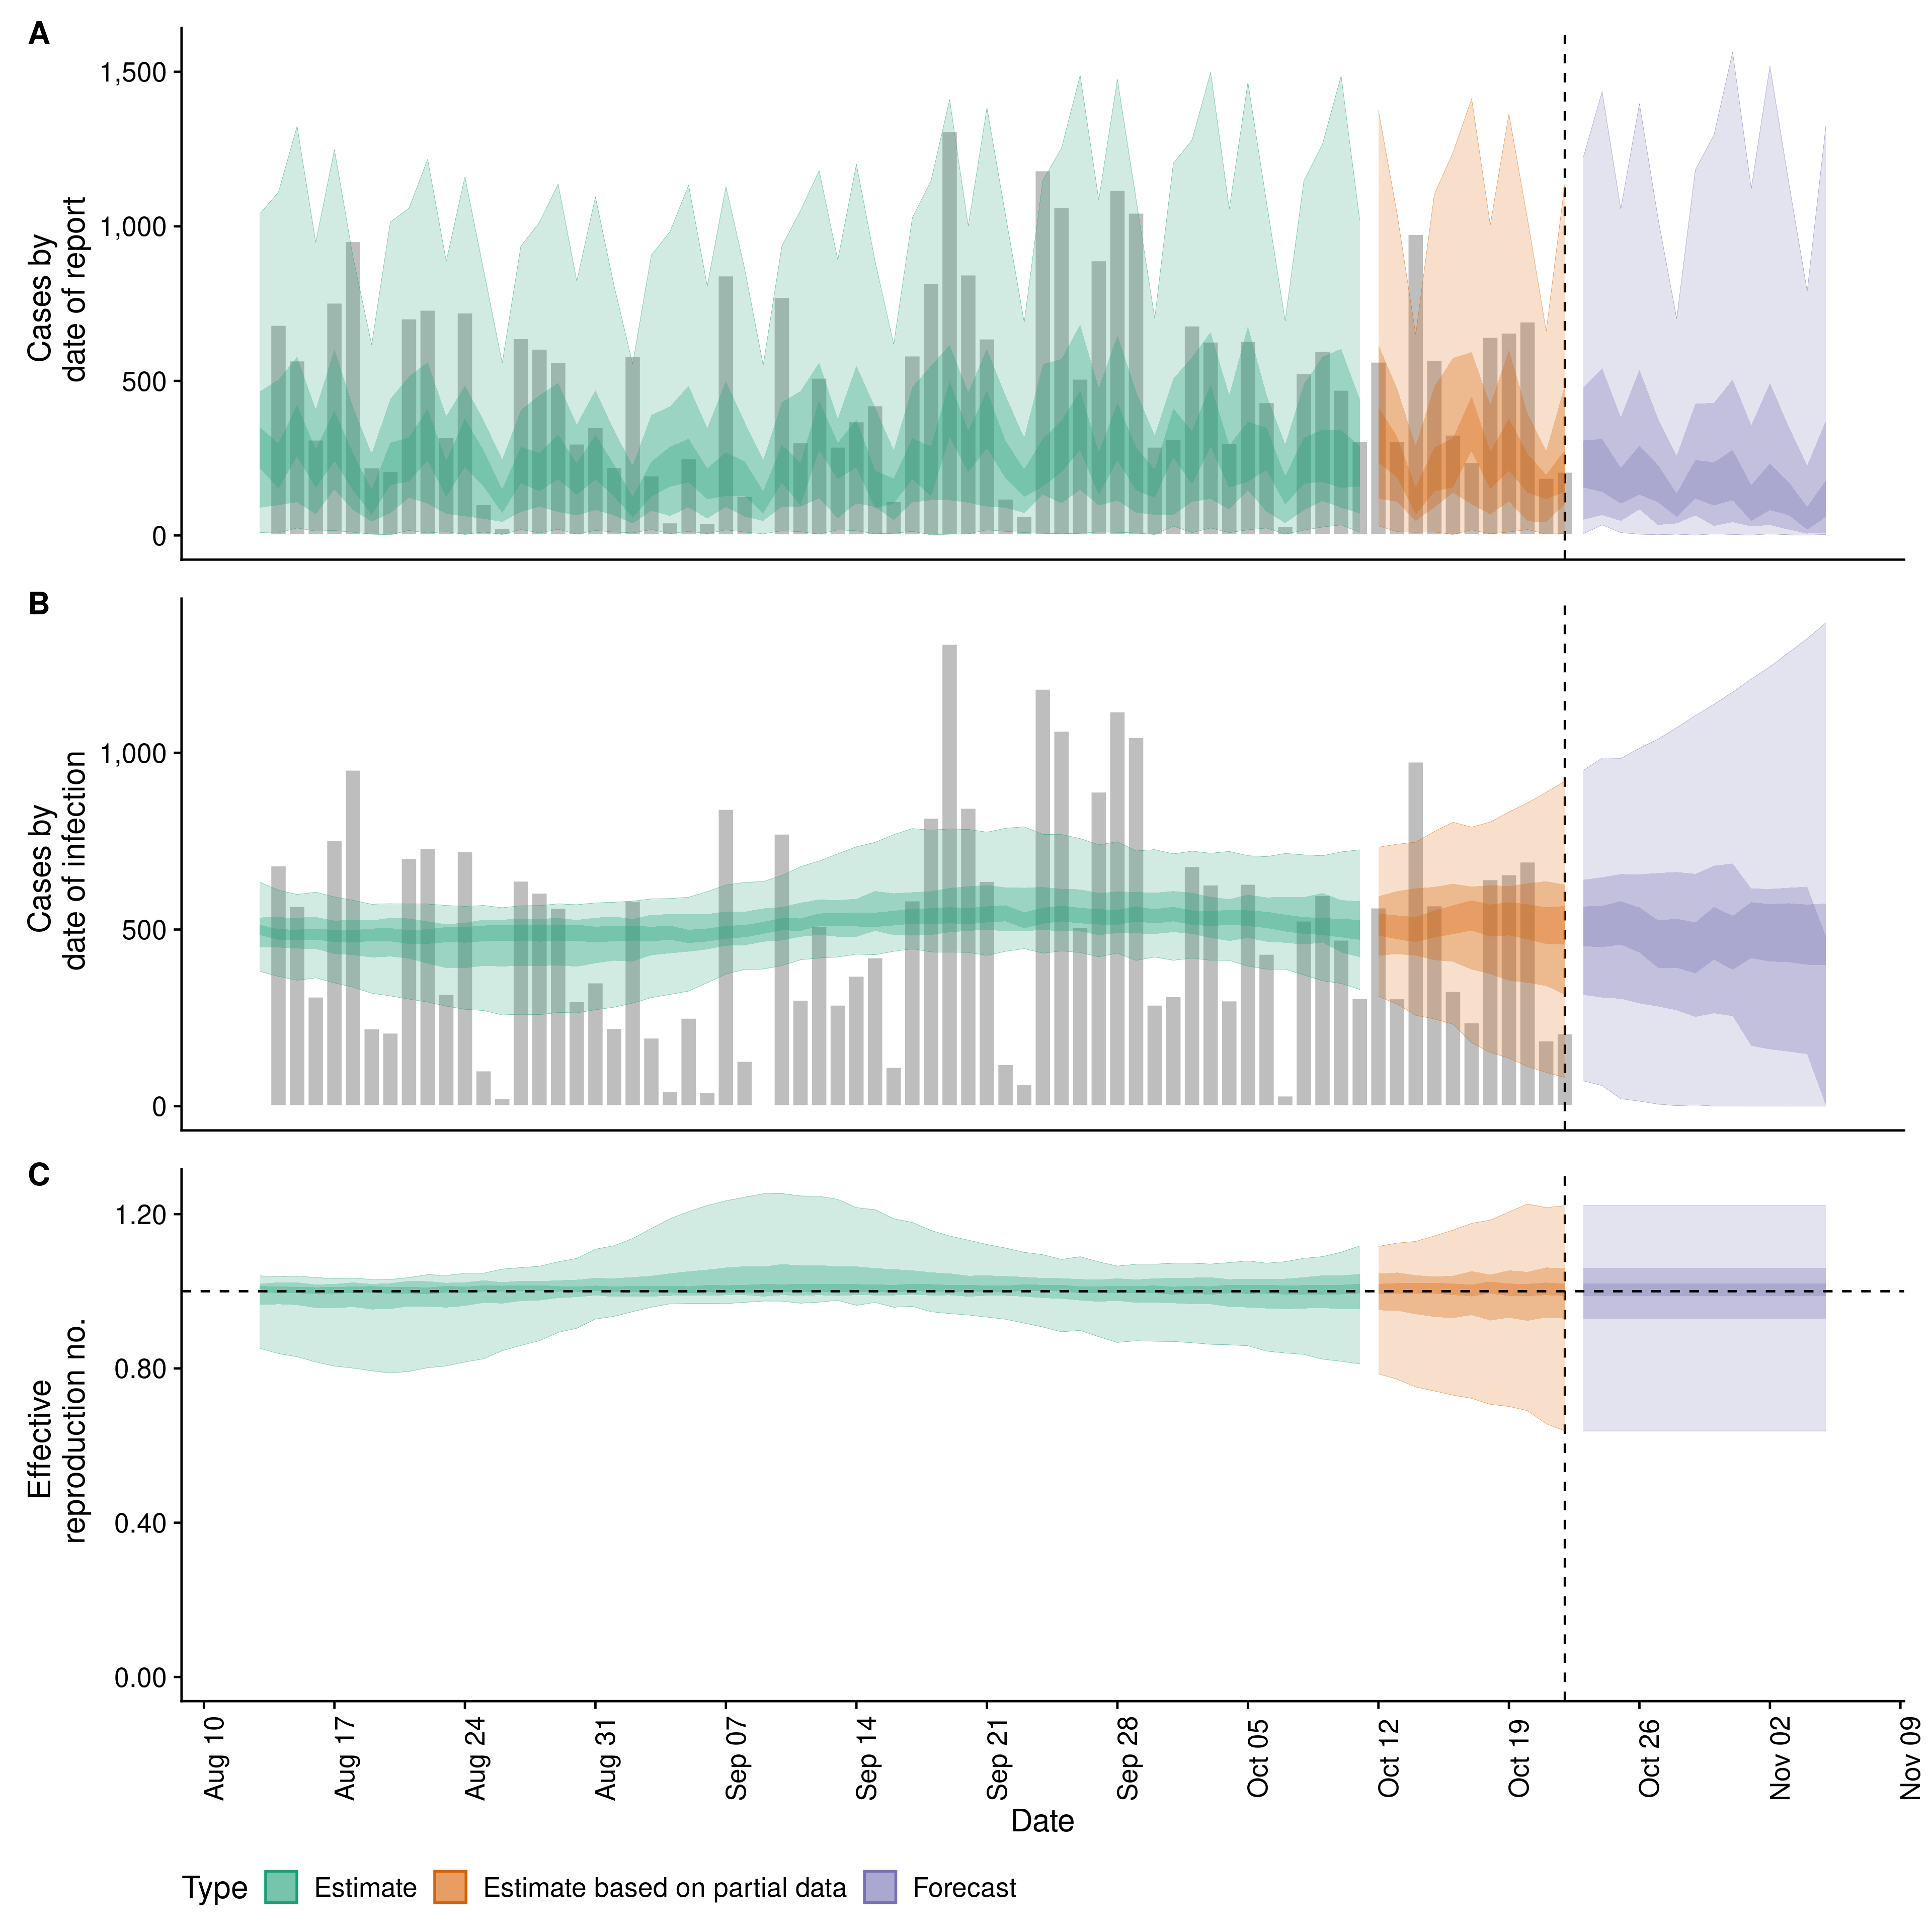 A
Cases by
date of report
1,500
1,000
500
0
B
Cases by
date of infection
1,000
500
0
C
Effective
reproduction no.
1.20
0.80
0.40
0.00
Aug 10
Aug 17
Aug 24
Aug 31
Sep 07
Sep 14
Sep 21
Sep 28
Oct 05
Oct 12
Oct 19
Oct 26
Nov 02
Nov 09
Date
Type Estimate Estimate based on partial data Forecast